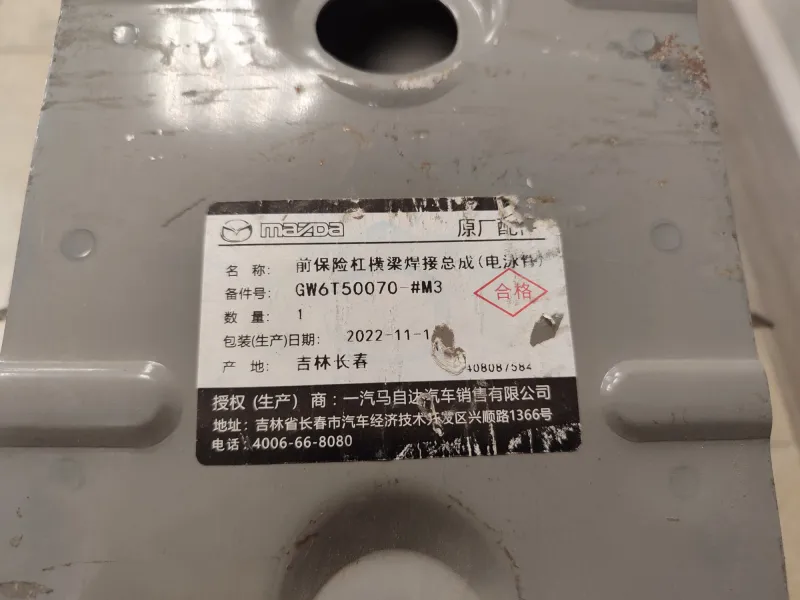 mazda 原厂配件
名 称: 前保险杠横梁焊接总成(电泳件)
备件号: GW6T50070-#M3
合格
数 量: 1
包装(生产)日期: 2022-11-1
产 地: 吉林长春
408087584
授权 (生产) 商: 一汽马自达汽车销售有限公司
地址: 吉林省长春市汽车经济技术开发区兴顺路1366号
电话: 4006-66-8080